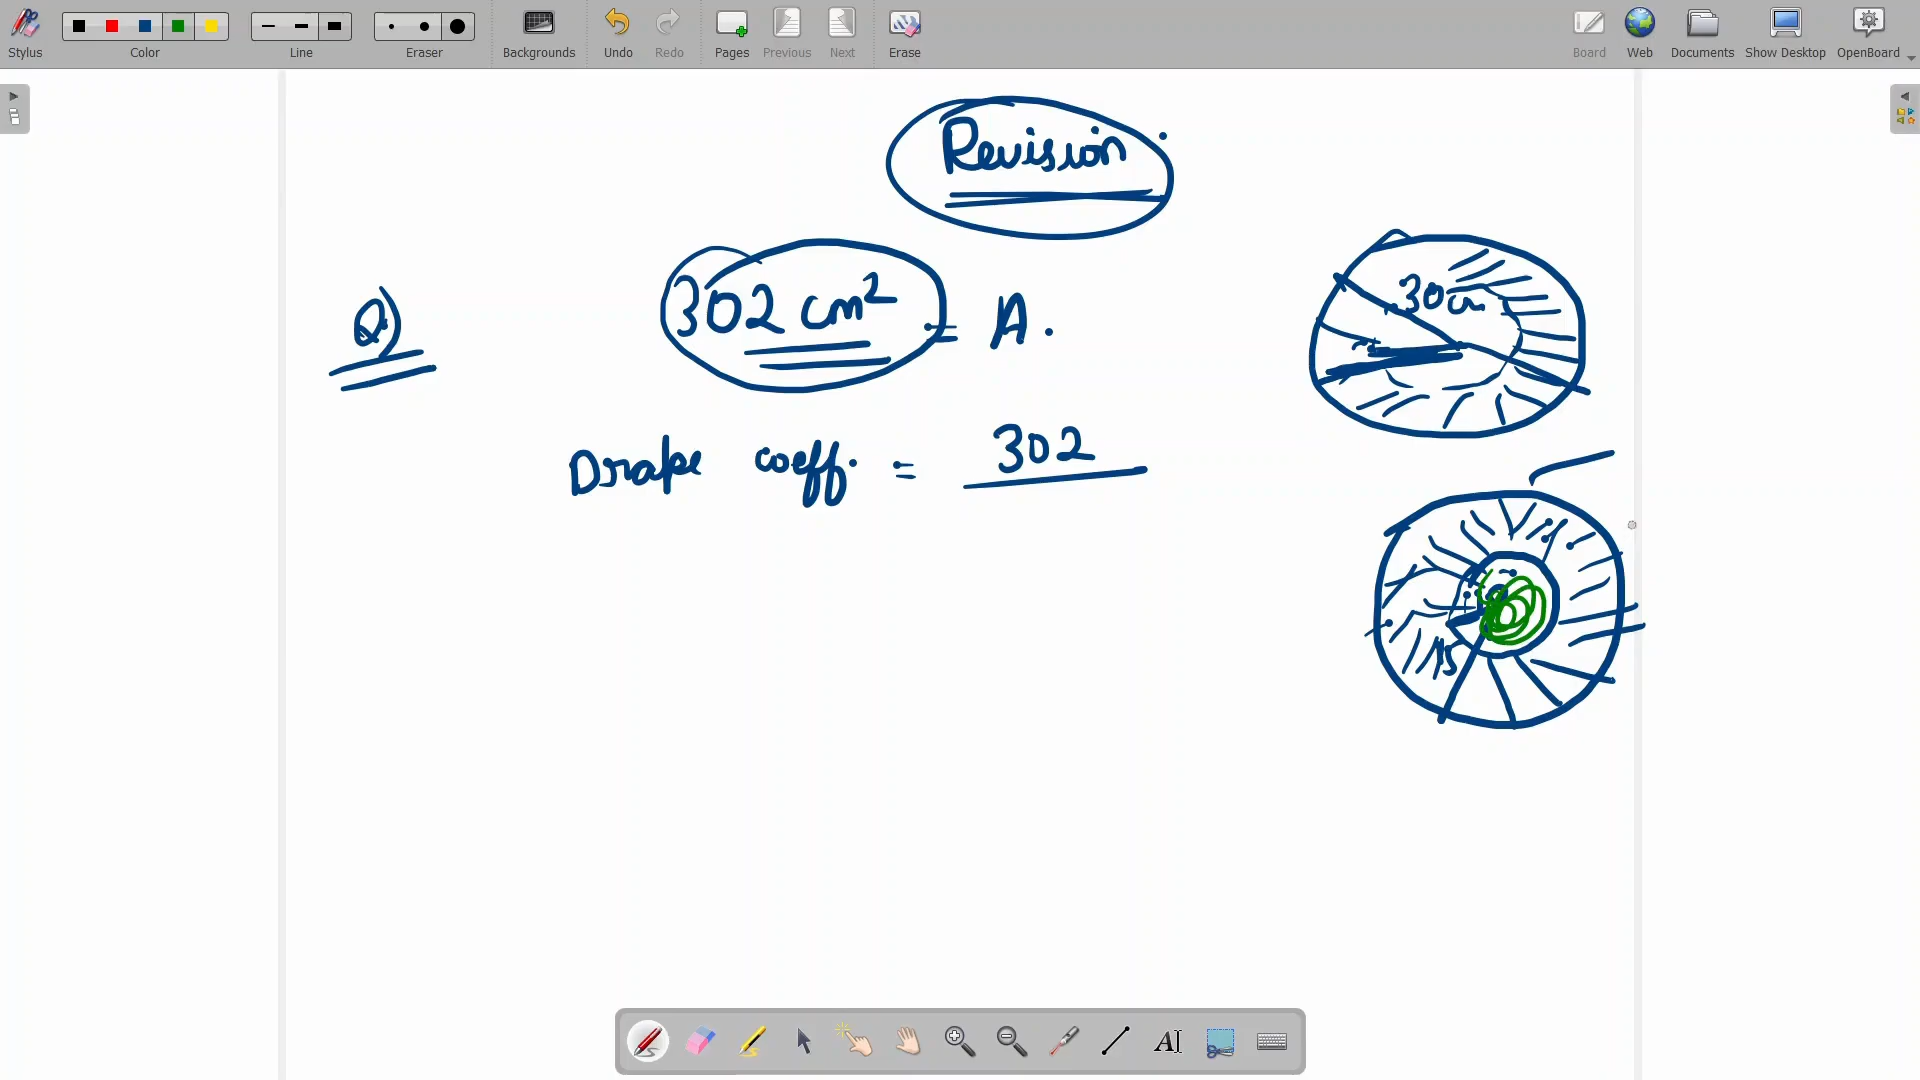 Stylus Color Line Eraser Backgrounds Undo Redo Pages Previous Next Erase Board Web Documents Show Desktop OpenBoard
Revision
Q) 302 cm² = A.
30cm
Drape coeff. = 302
15